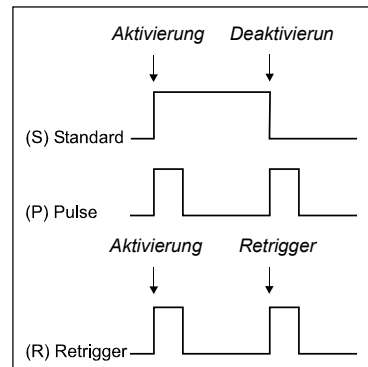 Aktivierung Deaktivierun
(S) Standard
(P) Pulse
Aktivierung Retrigger
(R) Retrigger